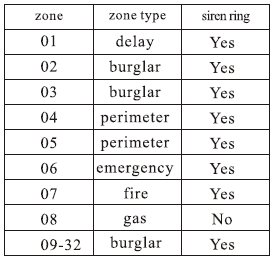 zone zone type siren ring
01 delay Yes
02 burglar Yes
03 burglar Yes
04 perimeter Yes
05 perimeter Yes
06 emergency Yes
07 fire Yes
08 gas No
09-32 burglar Yes